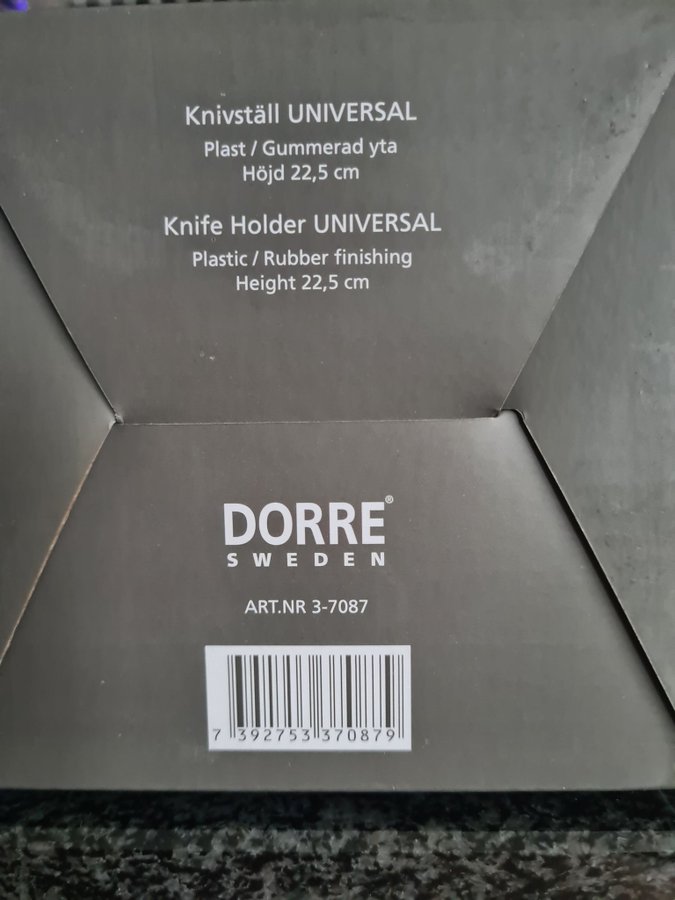 Knivställ UNIVERSAL
Plast / Gummerad yta
Höjd 22,5 cm
Knife Holder UNIVERSAL
Plastic / Rubber finishing
Height 22,5 cm
DORRE®
SWEDEN
ART.NR 3-7087
7 392753 370879